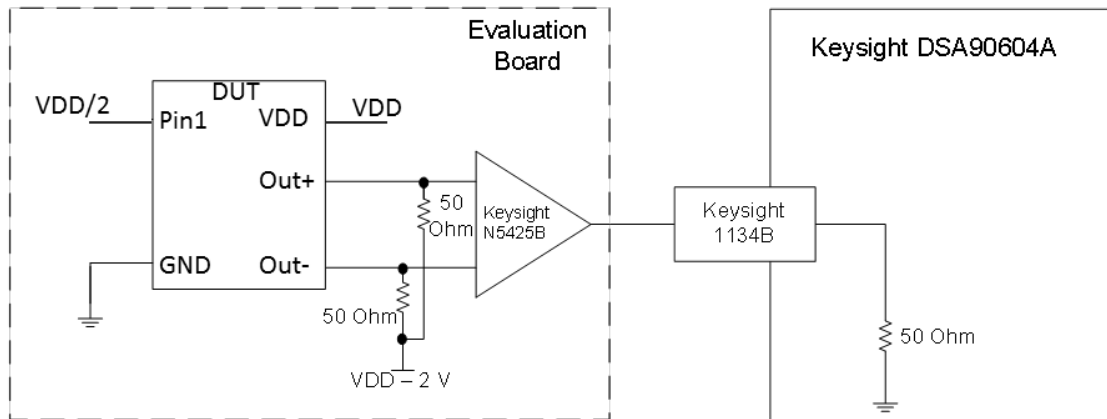 Evaluation
Board
Keysight DSA90604A
DUT
VDD/2
Pin1
VDD
VDD
Out+
50
Ohm
Keysight
N5425B
Keysight
1134B
GND
Out-
50 Ohm
50 Ohm
VDD – 2 V